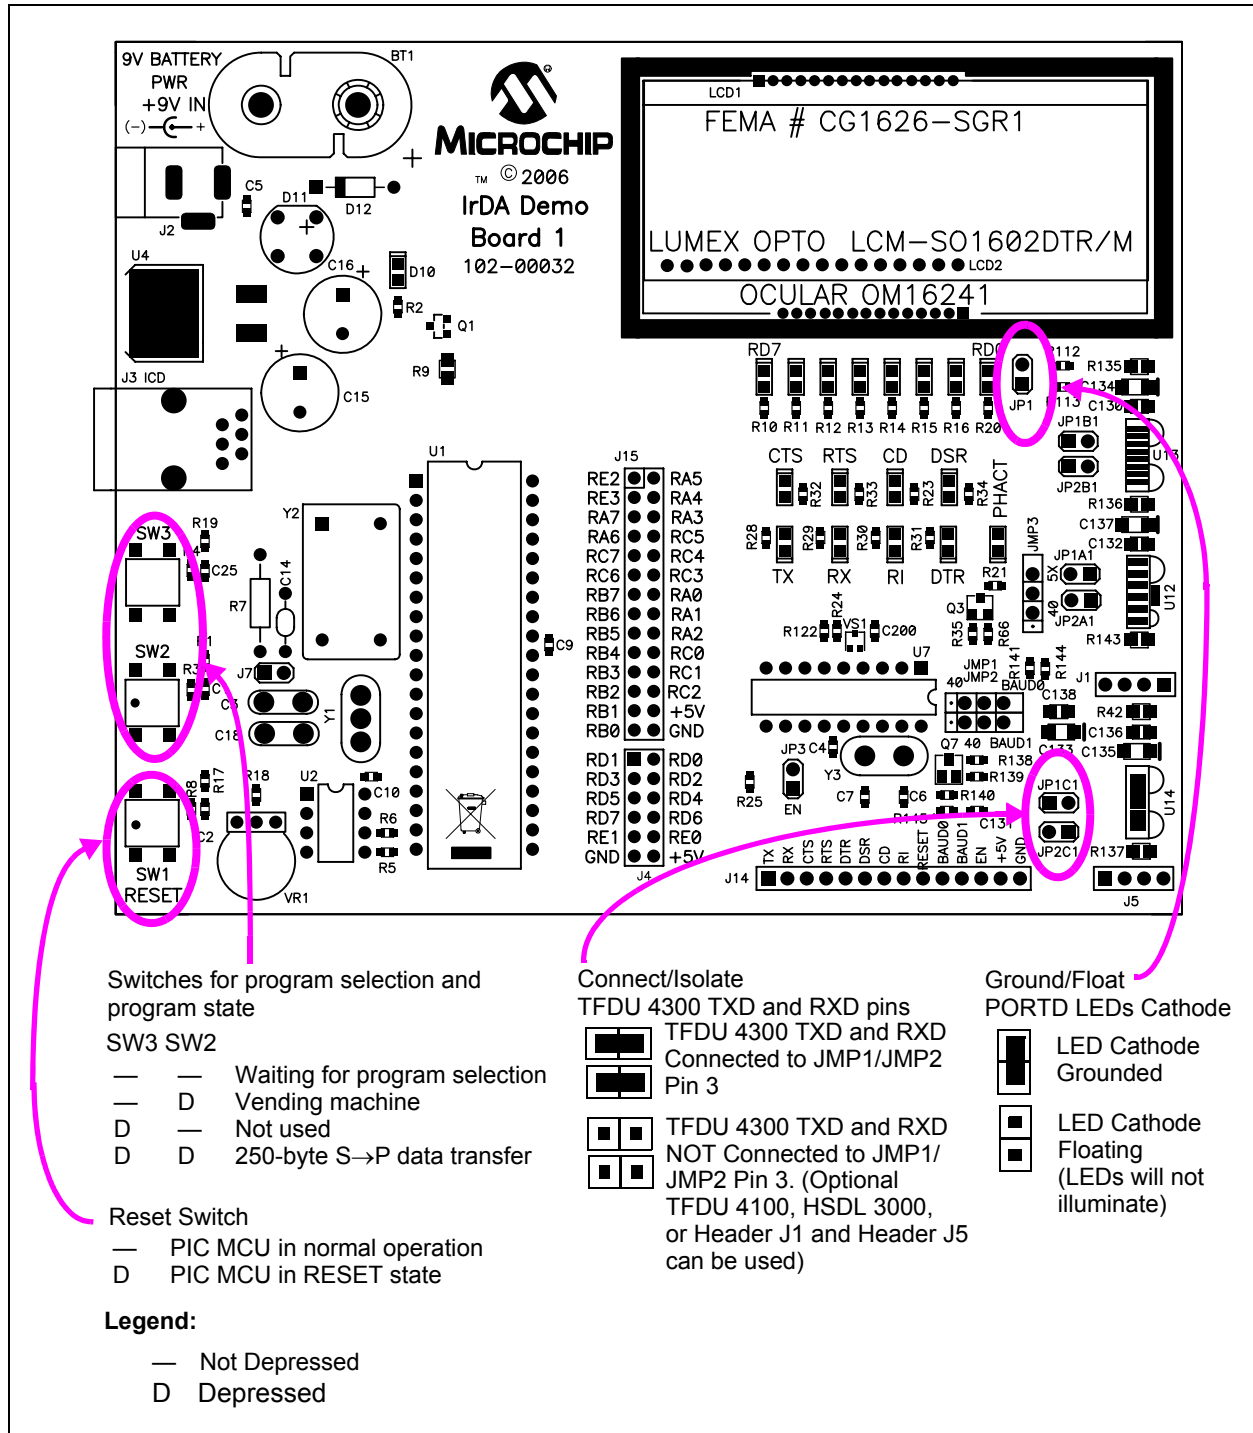 9V BATTERY
PWR
+9V IN
(-) +
BT1
MICROCHIP
TM © 2006
IrDA Demo
Board 1
102-00032
LCD1
FEMA # CG1626-SGR1
LUMEX OPTO LCM-SO1602DTR/M
LCD2
OCULAR OM16241
J2
C5
D11
D12
U4
C16
D10
R2
Q1
R9
J3 ICD
C15
RD7
R10 R11 R12 R13 R14 R15 R16 R20
JP1
R135
C134
C130
JP1B1
JP2B1
U13
CTS RTS CD DSR
R32 R33 R23 R34
PHACT
R28 R29 R30 R31
TX RX RI DTR
R21
JMP3
5X
40
R136
C137
C132
JP1A1
JP2A1
U12
R143
U1
J15
RE2 RA5
RE3 RA4
RA7 RA3
RA6 RC5
RC7 RC4
RC6 RC3
RB7 RA0
RB6 RA1
RB5 RA2
RB4 RC0
RB3 RC1
RB2 RC2
RB1 +5V
RB0 GND
RD1 RD0
RD3 RD2
RD5 RD4
RD7 RD6
RE1 RE0
GND +5V
J4
SW3
R19
C25
Y2
C14
R7
SW2
J7
C3
C18
Y1
C9
R122
R24
VS1
C200
Q3
R35
R66
U7
JMP1
JMP2
R141
R144
40 BAUD0
40 BAUD1
C138
C133
J1
R42
C136
C135
JP3
EN
C4
Y3
C7
C6
Q7
R138
R139
R140
C131
R25
JP1C1
JP2C1
U14
R137
J5
J14
TX RX CTS RTS DTR DSR CD RI RESET BAUD0 BAUD1 EN +5V GND
R8
R17
C2
R18
U2
C10
R6
R5
VR1
SW1
RESET
Switches for program selection and
program state
SW3 SW2
— — Waiting for program selection
— D Vending machine
D — Not used
D D 250-byte S→P data transfer
Reset Switch
— PIC MCU in normal operation
D PIC MCU in RESET state
Legend:
— Not Depressed
D Depressed
Connect/Isolate
TFDU 4300 TXD and RXD pins
TFDU 4300 TXD and RXD
Connected to JMP1/JMP2
Pin 3
TFDU 4300 TXD and RXD
NOT Connected to JMP1/
JMP2 Pin 3. (Optional
TFDU 4100, HSDL 3000,
or Header J1 and Header J5
can be used)
Ground/Float
PORTD LEDs Cathode
LED Cathode
Grounded
LED Cathode
Floating
(LEDs will not
illuminate)